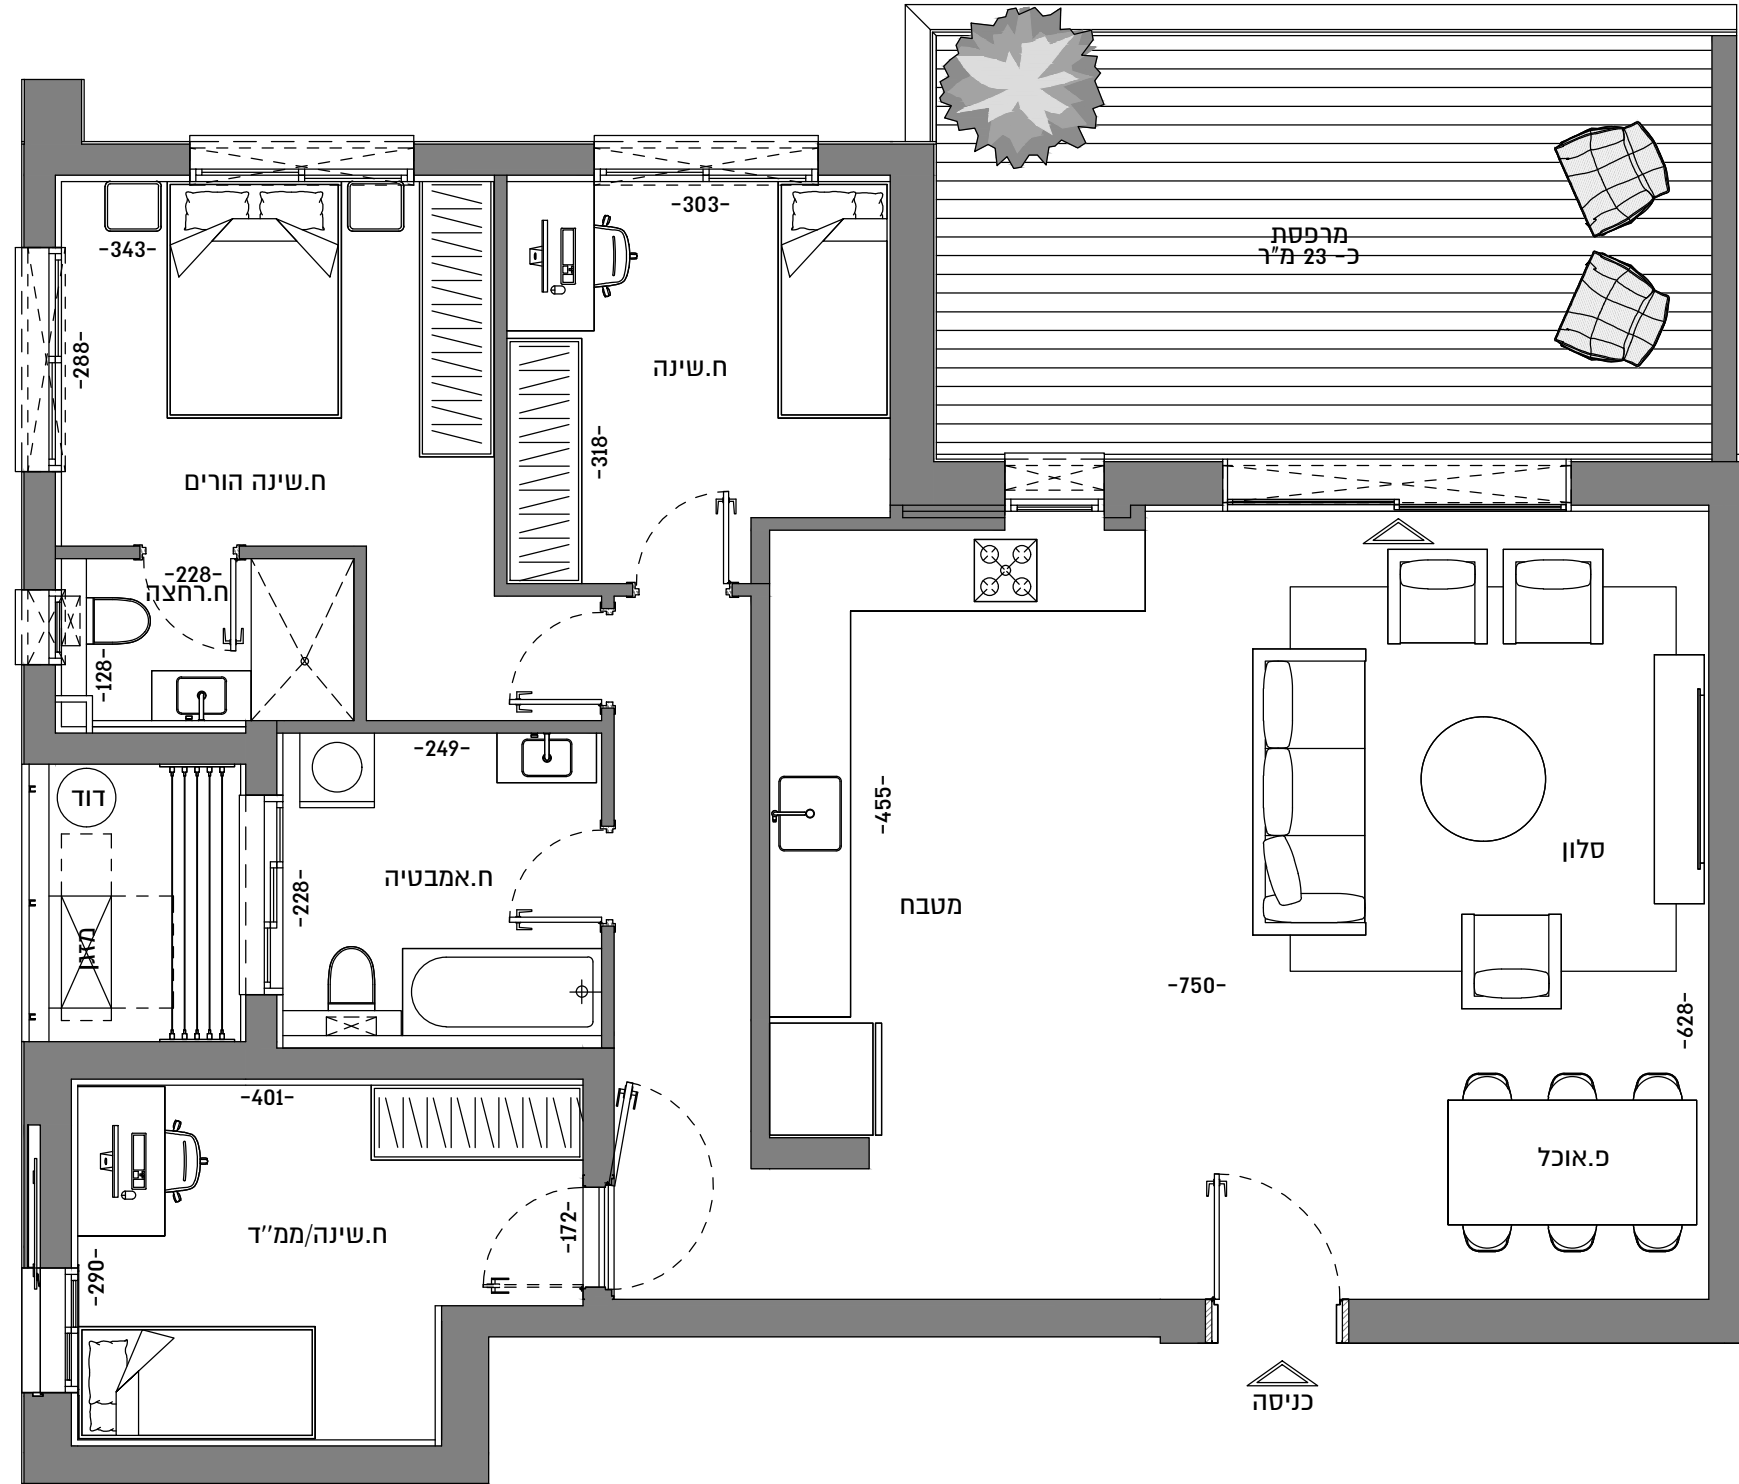 -303-
-343-
מרפסת
כ- 23 מ"ר
-288-
ח.שינה
-318-
ח.שינה הורים
-228-
ח.רחצה
-128-
-249-
דוד
-455-
סלון
ח.אמבטיה
-228-
מטבח
מזגן
-750-
-628-
-401-
פ.אוכל
-172-
ח.שינה/ממ''ד
-290-
כניסה